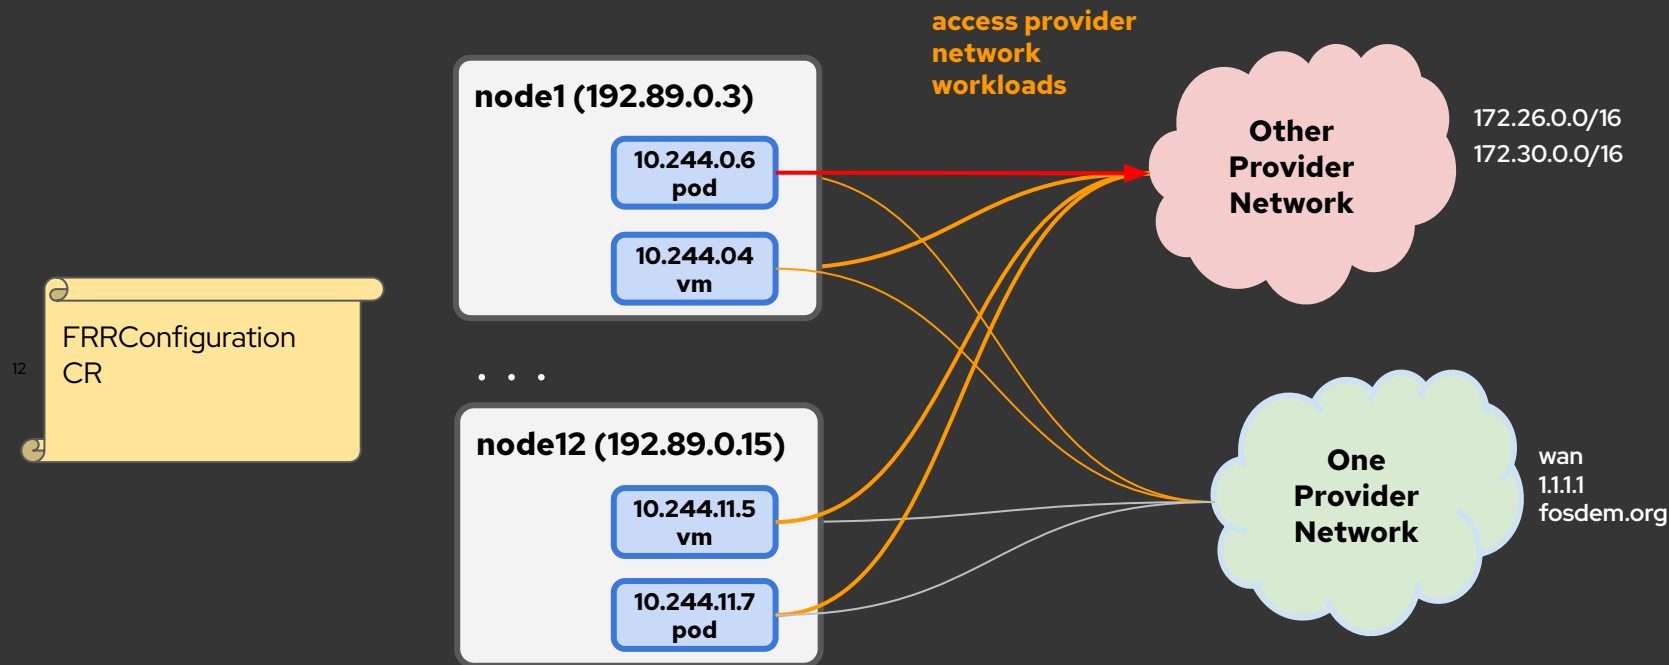 access provider
network
workloads
node1 (192.89.0.3)
10.244.0.6
pod
10.244.04
vm
Other
Provider
Network
172.26.0.0/16
172.30.0.0/16
FRRConfiguration
CR
12
. . .
node12 (192.89.0.15)
10.244.11.5
vm
10.244.11.7
pod
One
Provider
Network
wan
1.1.1.1
fosdem.org